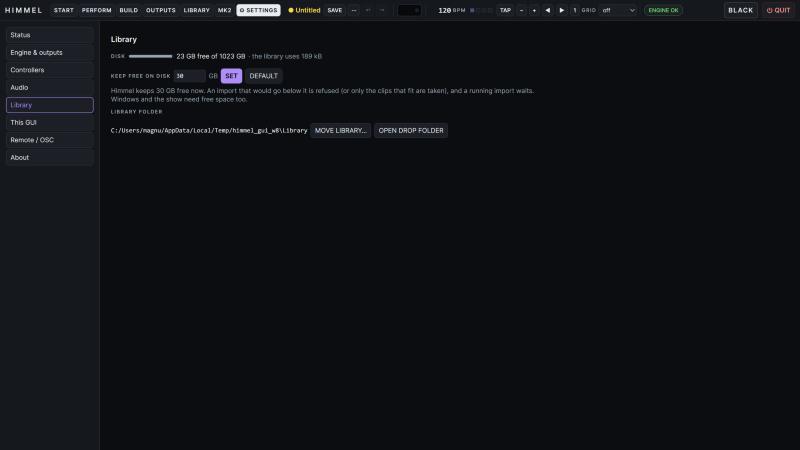 HIMMEL START PERFORM BUILD OUTPUTS LIBRARY MK2 SETTINGS Untitled SAVE ... 120 BPM TAP - + 1 GRID off ENGINE OK BLACK QUIT
Status
Engine & outputs
Controllers
Audio
Library
This GUI
Remote / OSC
About
Library
DISK 23 GB free of 1023 GB · the library uses 189 kB
KEEP FREE ON DISK 30 GB SET DEFAULT
Himmel keeps 30 GB free now. An import that would go below it is refused (or only the clips that fit are taken), and a running import waits.
Windows and the show need free space too.
LIBRARY FOLDER
C:/Users/magnu/AppData/Local/Temp/himmel_gui_w8\Library MOVE LIBRARY... OPEN DROP FOLDER